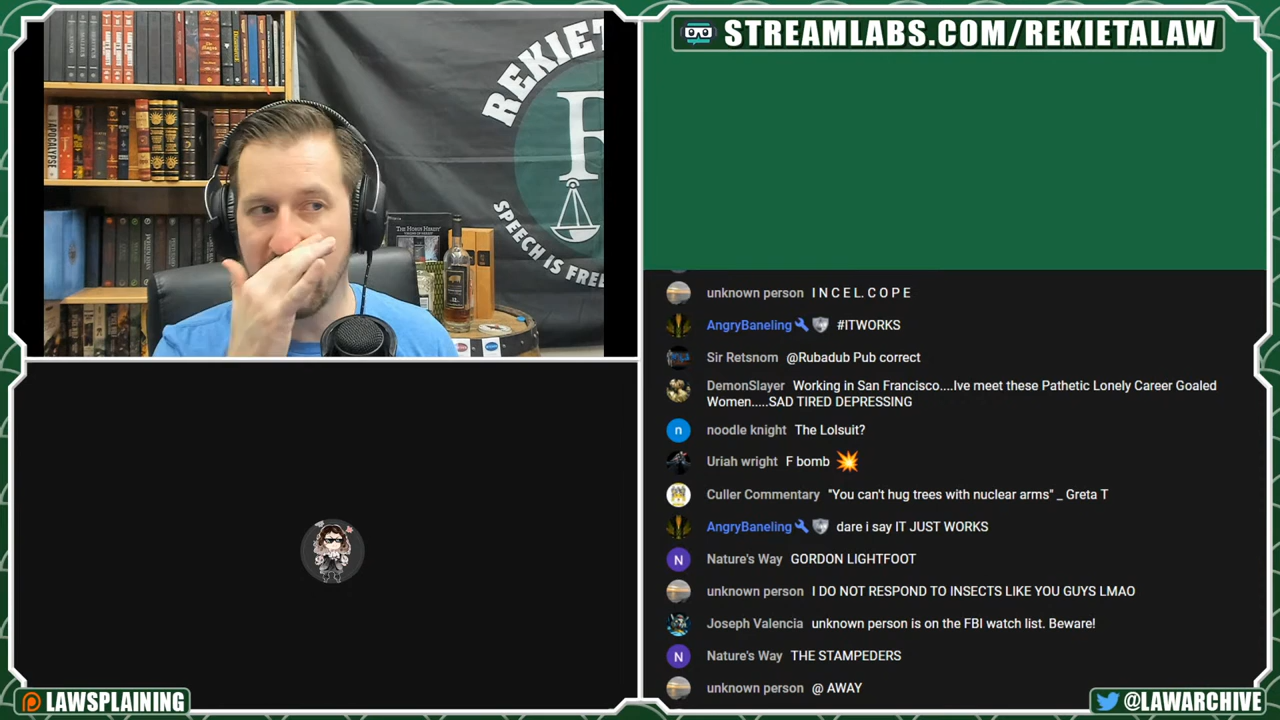 STREAMLABS.COM/REKIETALAW
REKIET
SPEECH IS FREE
APOCALYPSE
THE HORUS HERESY
unknown person I N C E L. C O P E
AngryBaneling #ITWORKS
Sir Retsnom @Rubadub Pub correct
DemonSlayer Working in San Francisco....Ive meet these Pathetic Lonely Career Goaled
Women.....SAD TIRED DEPRESSING
n noodle knight The Lolsuit?
Uriah wright F bomb 💥
Culler Commentary "You can't hug trees with nuclear arms" _ Greta T
AngryBaneling dare i say IT JUST WORKS
N Nature's Way GORDON LIGHTFOOT
unknown person I DO NOT RESPOND TO INSECTS LIKE YOU GUYS LMAO
Joseph Valencia unknown person is on the FBI watch list. Beware!
N Nature's Way THE STAMPEDERS
unknown person @ AWAY
LAWSPLAINING
@LAWARCHIVE